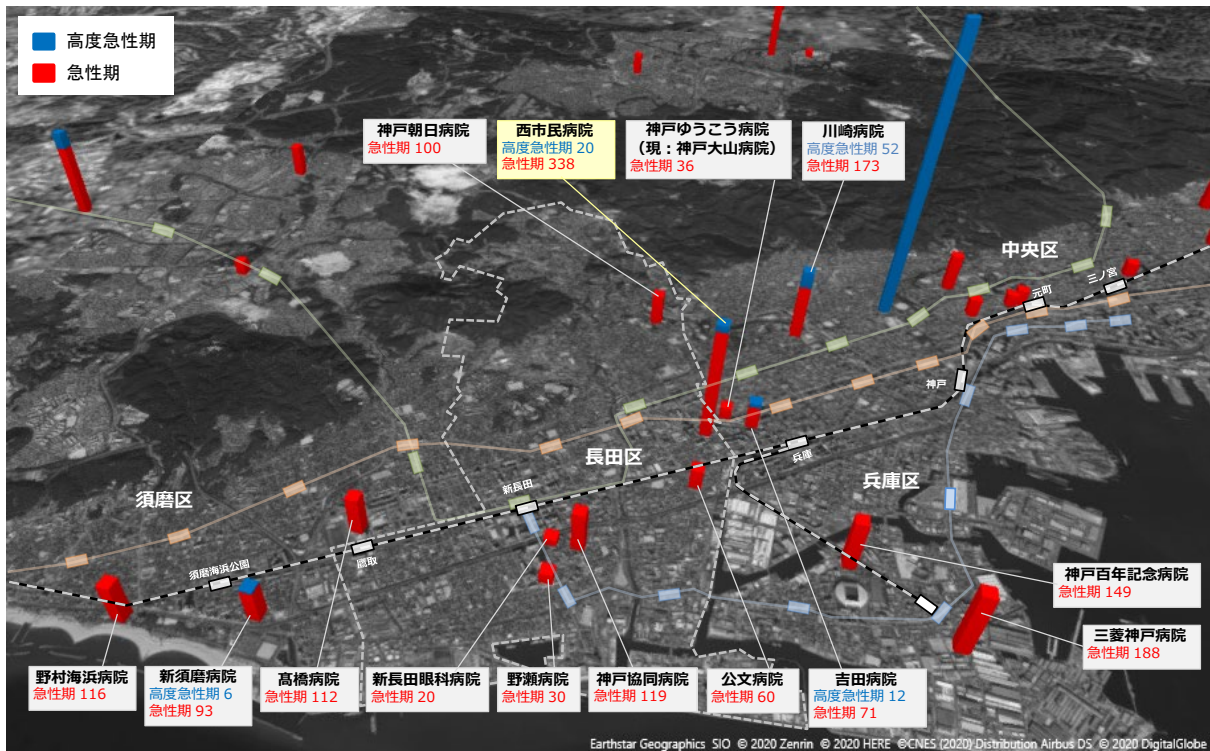 高度急性期
急性期
神戸朝日病院
急性期 100
西市民病院
高度急性期 20
急性期 338
神戸ゆうこう病院
(現:神戸大山病院)
急性期 36
川崎病院
高度急性期 52
急性期 173
中央区
三ノ宮
元町
神戸
兵庫
長田区
兵庫区
須磨区
新長田
鷹取
須磨海浜公園
神戸百年記念病院
急性期 149
三菱神戸病院
急性期 188
野村海浜病院
急性期 116
新須磨病院
高度急性期 6
急性期 93
髙橋病院
急性期 112
新長田眼科病院
急性期 20
野瀬病院
急性期 30
神戸協同病院
急性期 119
公文病院
急性期 60
吉田病院
高度急性期 12
急性期 71
Earthstar Geographics SIO © 2020 Zenrin © 2020 HERE ©CNES (2020) Distribution Airbus DS © 2020 DigitalGlobe